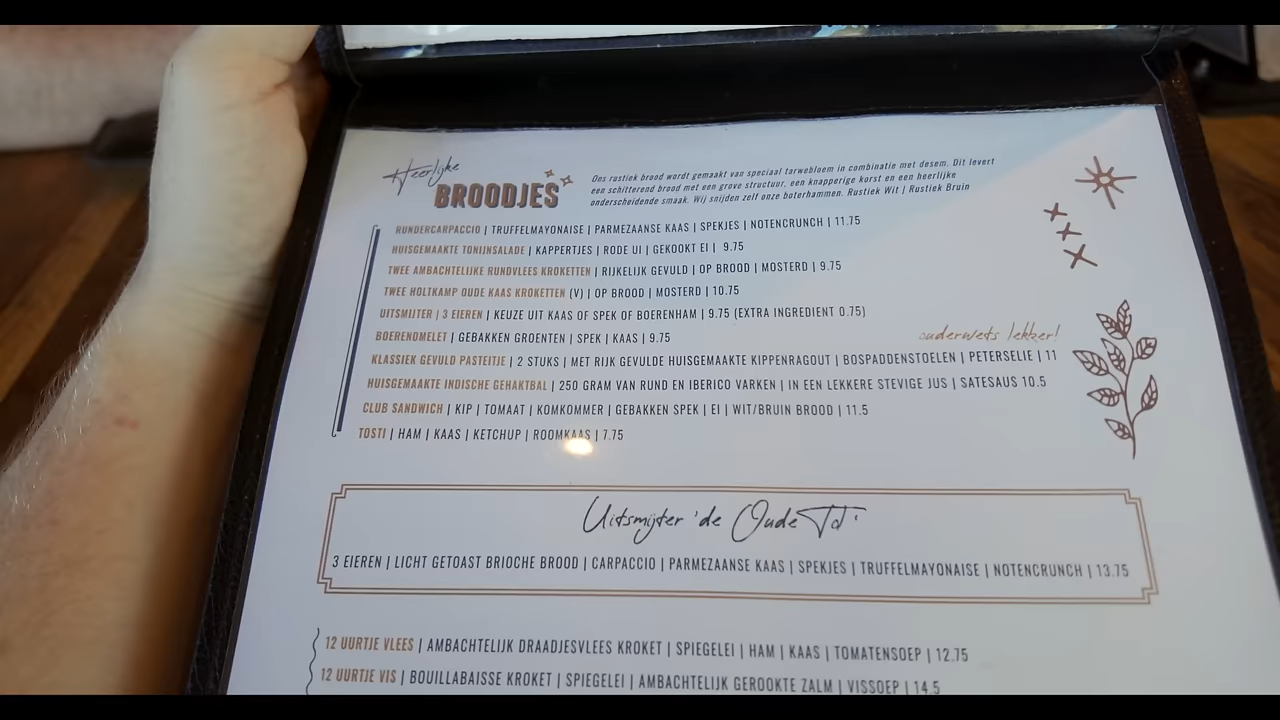 Heerlijke
BROODJES
Ons rustiek brood wordt gemaakt van speciaal tarwebloem in combinatie met desem. Dit levert
een schitterend brood met een grove structuur, een knapperige korst en een heerlijke
onderscheidende smaak. Wij snijden zelf onze boterhammen. Rustiek Wit | Rustiek Bruin
RUNDERCARPACCIO | TRUFFELMAYONAISE | PARMEZAANSE KAAS | SPEKJES | NOTENCRUNCH | 11.75
HUISGEMAAKTE TONIJNSALADE | KAPPERTJES | RODE UI | GEKOOKT EI | 9.75
TWEE AMBACHTELIJKE RUNDVLEES KROKETTEN | RIJKELIJK GEVULD | OP BROOD | MOSTERD | 9.75
TWEE HOLTKAMP OUDE KAAS KROKETTEN (V) | OP BROOD | MOSTERD | 10.75
UITSMIJTER | 3 EIEREN | KEUZE UIT KAAS OF SPEK OF BOERENHAM | 9.75 (EXTRA INGREDIENT 0.75)
BOERENOMELET | GEBAKKEN GROENTEN | SPEK | KAAS | 9.75
ouderwets lekker!
KLASSIEK GEVULD PASTEITJE | 2 STUKS | MET RIJK GEVULDE HUISGEMAAKTE KIPPENRAGOUT | BOSPADDENSTOELEN | PETERSELIE | 11
HUISGEMAAKTE INDISCHE GEHAKTBAL | 250 GRAM VAN RUND EN IBERICO VARKEN | IN EEN LEKKERE STEVIGE JUS | SATESAUS 10.5
CLUB SANDWICH | KIP | TOMAAT | KOMKOMMER | GEBAKKEN SPEK | EI | WIT/BRUIN BROOD | 11.5
TOSTI | HAM | KAAS | KETCHUP | ROOMKAAS | 7.75
Uitsmijter 'de Oude Tol'
3 EIEREN | LICHT GETOAST BRIOCHE BROOD | CARPACCIO | PARMEZAANSE KAAS | SPEKJES | TRUFFELMAYONAISE | NOTENCRUNCH | 13.75
12 UURTJE VLEES | AMBACHTELIJK DRAADJESVLEES KROKET | SPIEGELEI | HAM | KAAS | TOMATENSOEP | 12.75
12 UURTJE VIS | BOUILLABAISSE KROKET | SPIEGELEI | AMBACHTELIJK GEROOKTE ZALM | VISSOEP | 14.5